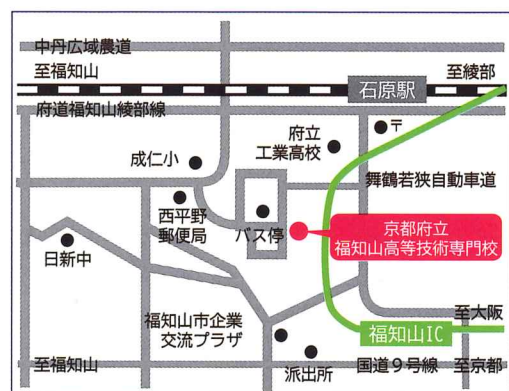 中丹広域農道
至福知山
至綾部
石原駅
府道福知山綾部線
〒
府立
工業高校
成仁小
舞鶴若狭自動車道
西平野
郵便局
バス停
京都府立
福知山高等技術専門校
日新中
至大阪
福知山市企業
交流プラザ
福知山IC
至福知山
派出所
国道9号線
至京都